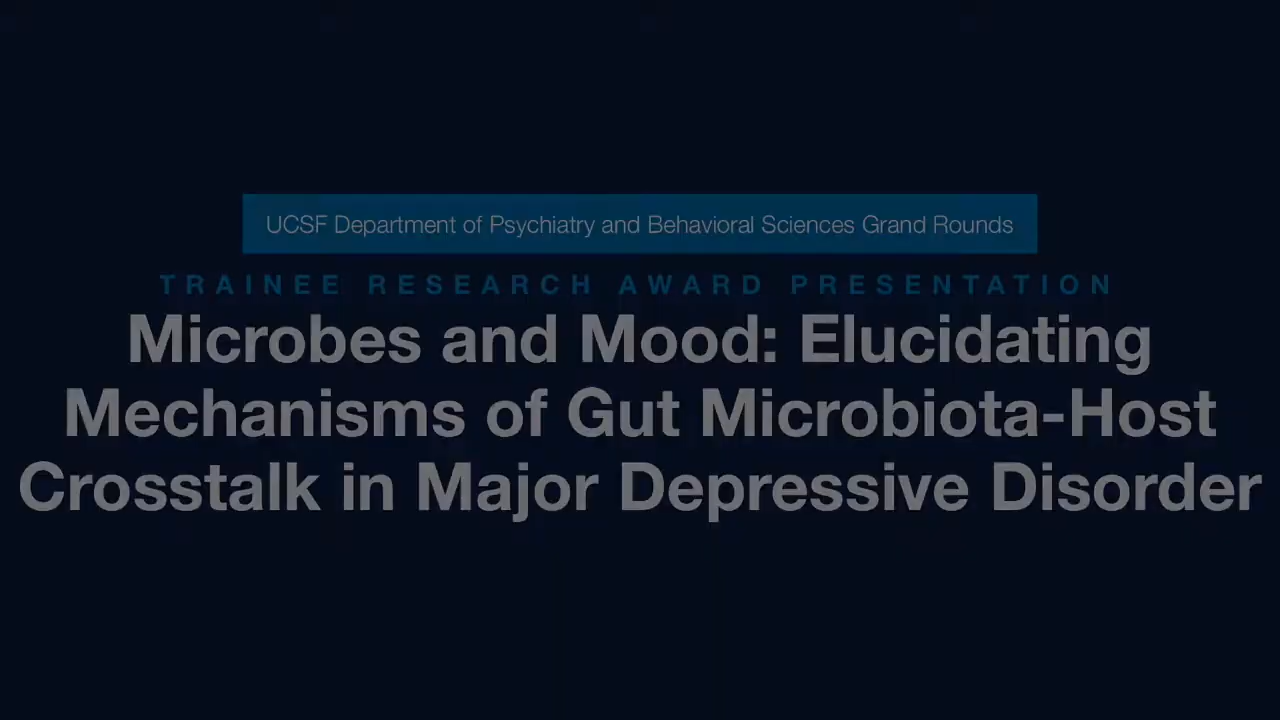 UCSF Department of Psychiatry and Behavioral Sciences Grand Rounds
TRAINEE RESEARCH AWARD PRESENTATION
Microbes and Mood: Elucidating
Mechanisms of Gut Microbiota-Host
Crosstalk in Major Depressive Disorder